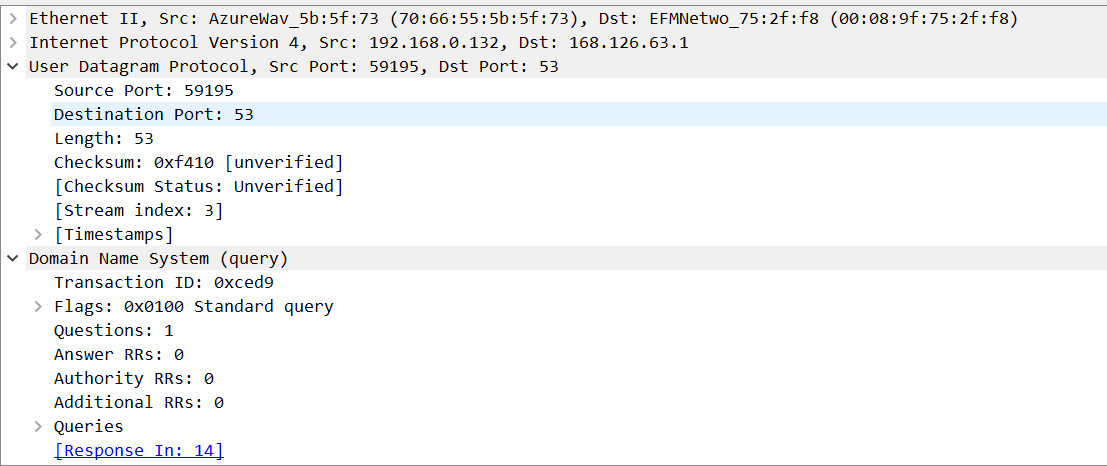 Ethernet II, Src: AzureWav_5b:5f:73 (70:66:55:5b:5f:73), Dst: EFMNetwo_75:2f:f8 (00:08:9f:75:2f:f8)
Internet Protocol Version 4, Src: 192.168.0.132, Dst: 168.126.63.1
User Datagram Protocol, Src Port: 59195, Dst Port: 53
Source Port: 59195
Destination Port: 53
Length: 53
Checksum: 0xf410 [unverified]
[Checksum Status: Unverified]
[Stream index: 3]
[Timestamps]
Domain Name System (query)
Transaction ID: 0xced9
Flags: 0x0100 Standard query
Questions: 1
Answer RRs: 0
Authority RRs: 0
Additional RRs: 0
Queries
[Response In: 14]